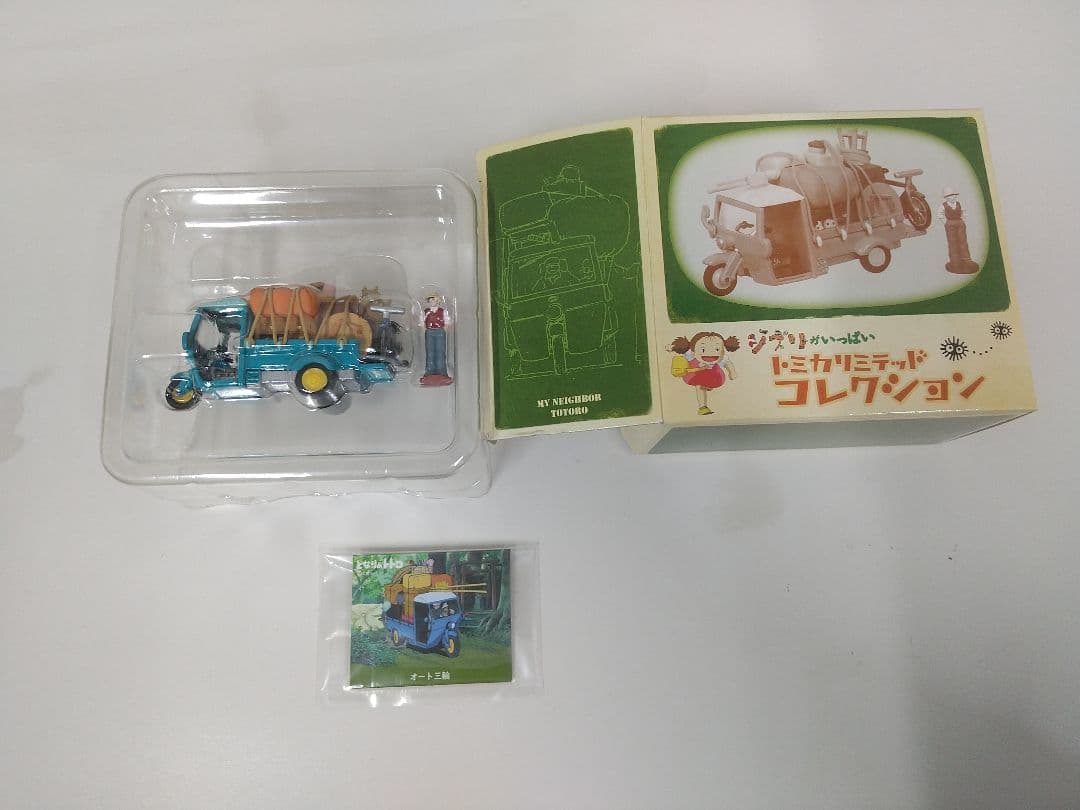 MY NEIGHBOR
TOTORO
ジブリがいっぱい
トミカリミテッド
コレクション
となりのトトロ
オート三輪